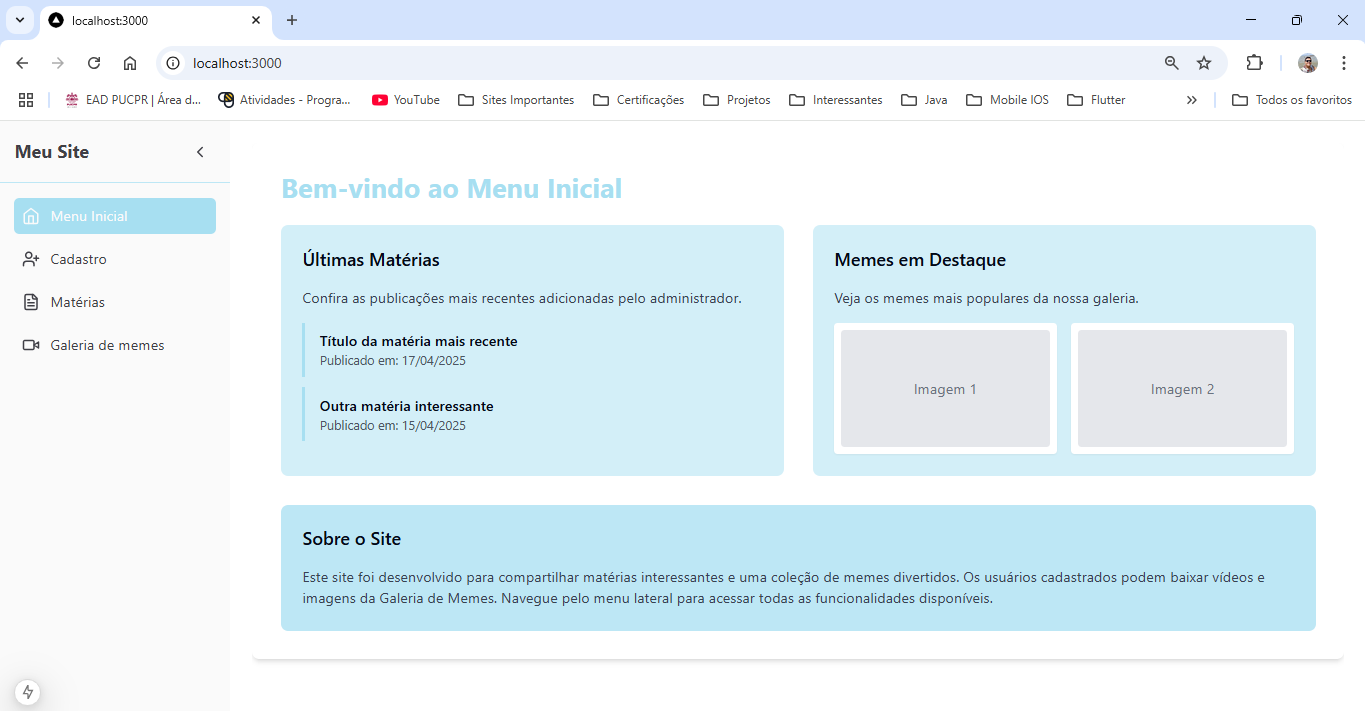 localhost:3000
localhost:3000
EAD PUCPR | Área d...
Atividades - Progra...
YouTube
Sites Importantes
Certificações
Projetos
Interessantes
Java
Mobile IOS
Flutter
Todos os favoritos
Meu Site
Menu Inicial
Cadastro
Matérias
Galeria de memes
Bem-vindo ao Menu Inicial
Últimas Matérias
Confira as publicações mais recentes adicionadas pelo administrador.
Título da matéria mais recente
Publicado em: 17/04/2025
Outra matéria interessante
Publicado em: 15/04/2025
Memes em Destaque
Veja os memes mais populares da nossa galeria.
Imagem 1
Imagem 2
Sobre o Site
Este site foi desenvolvido para compartilhar matérias interessantes e uma coleção de memes divertidos. Os usuários cadastrados podem baixar vídeos e
imagens da Galeria de Memes. Navegue pelo menu lateral para acessar todas as funcionalidades disponíveis.